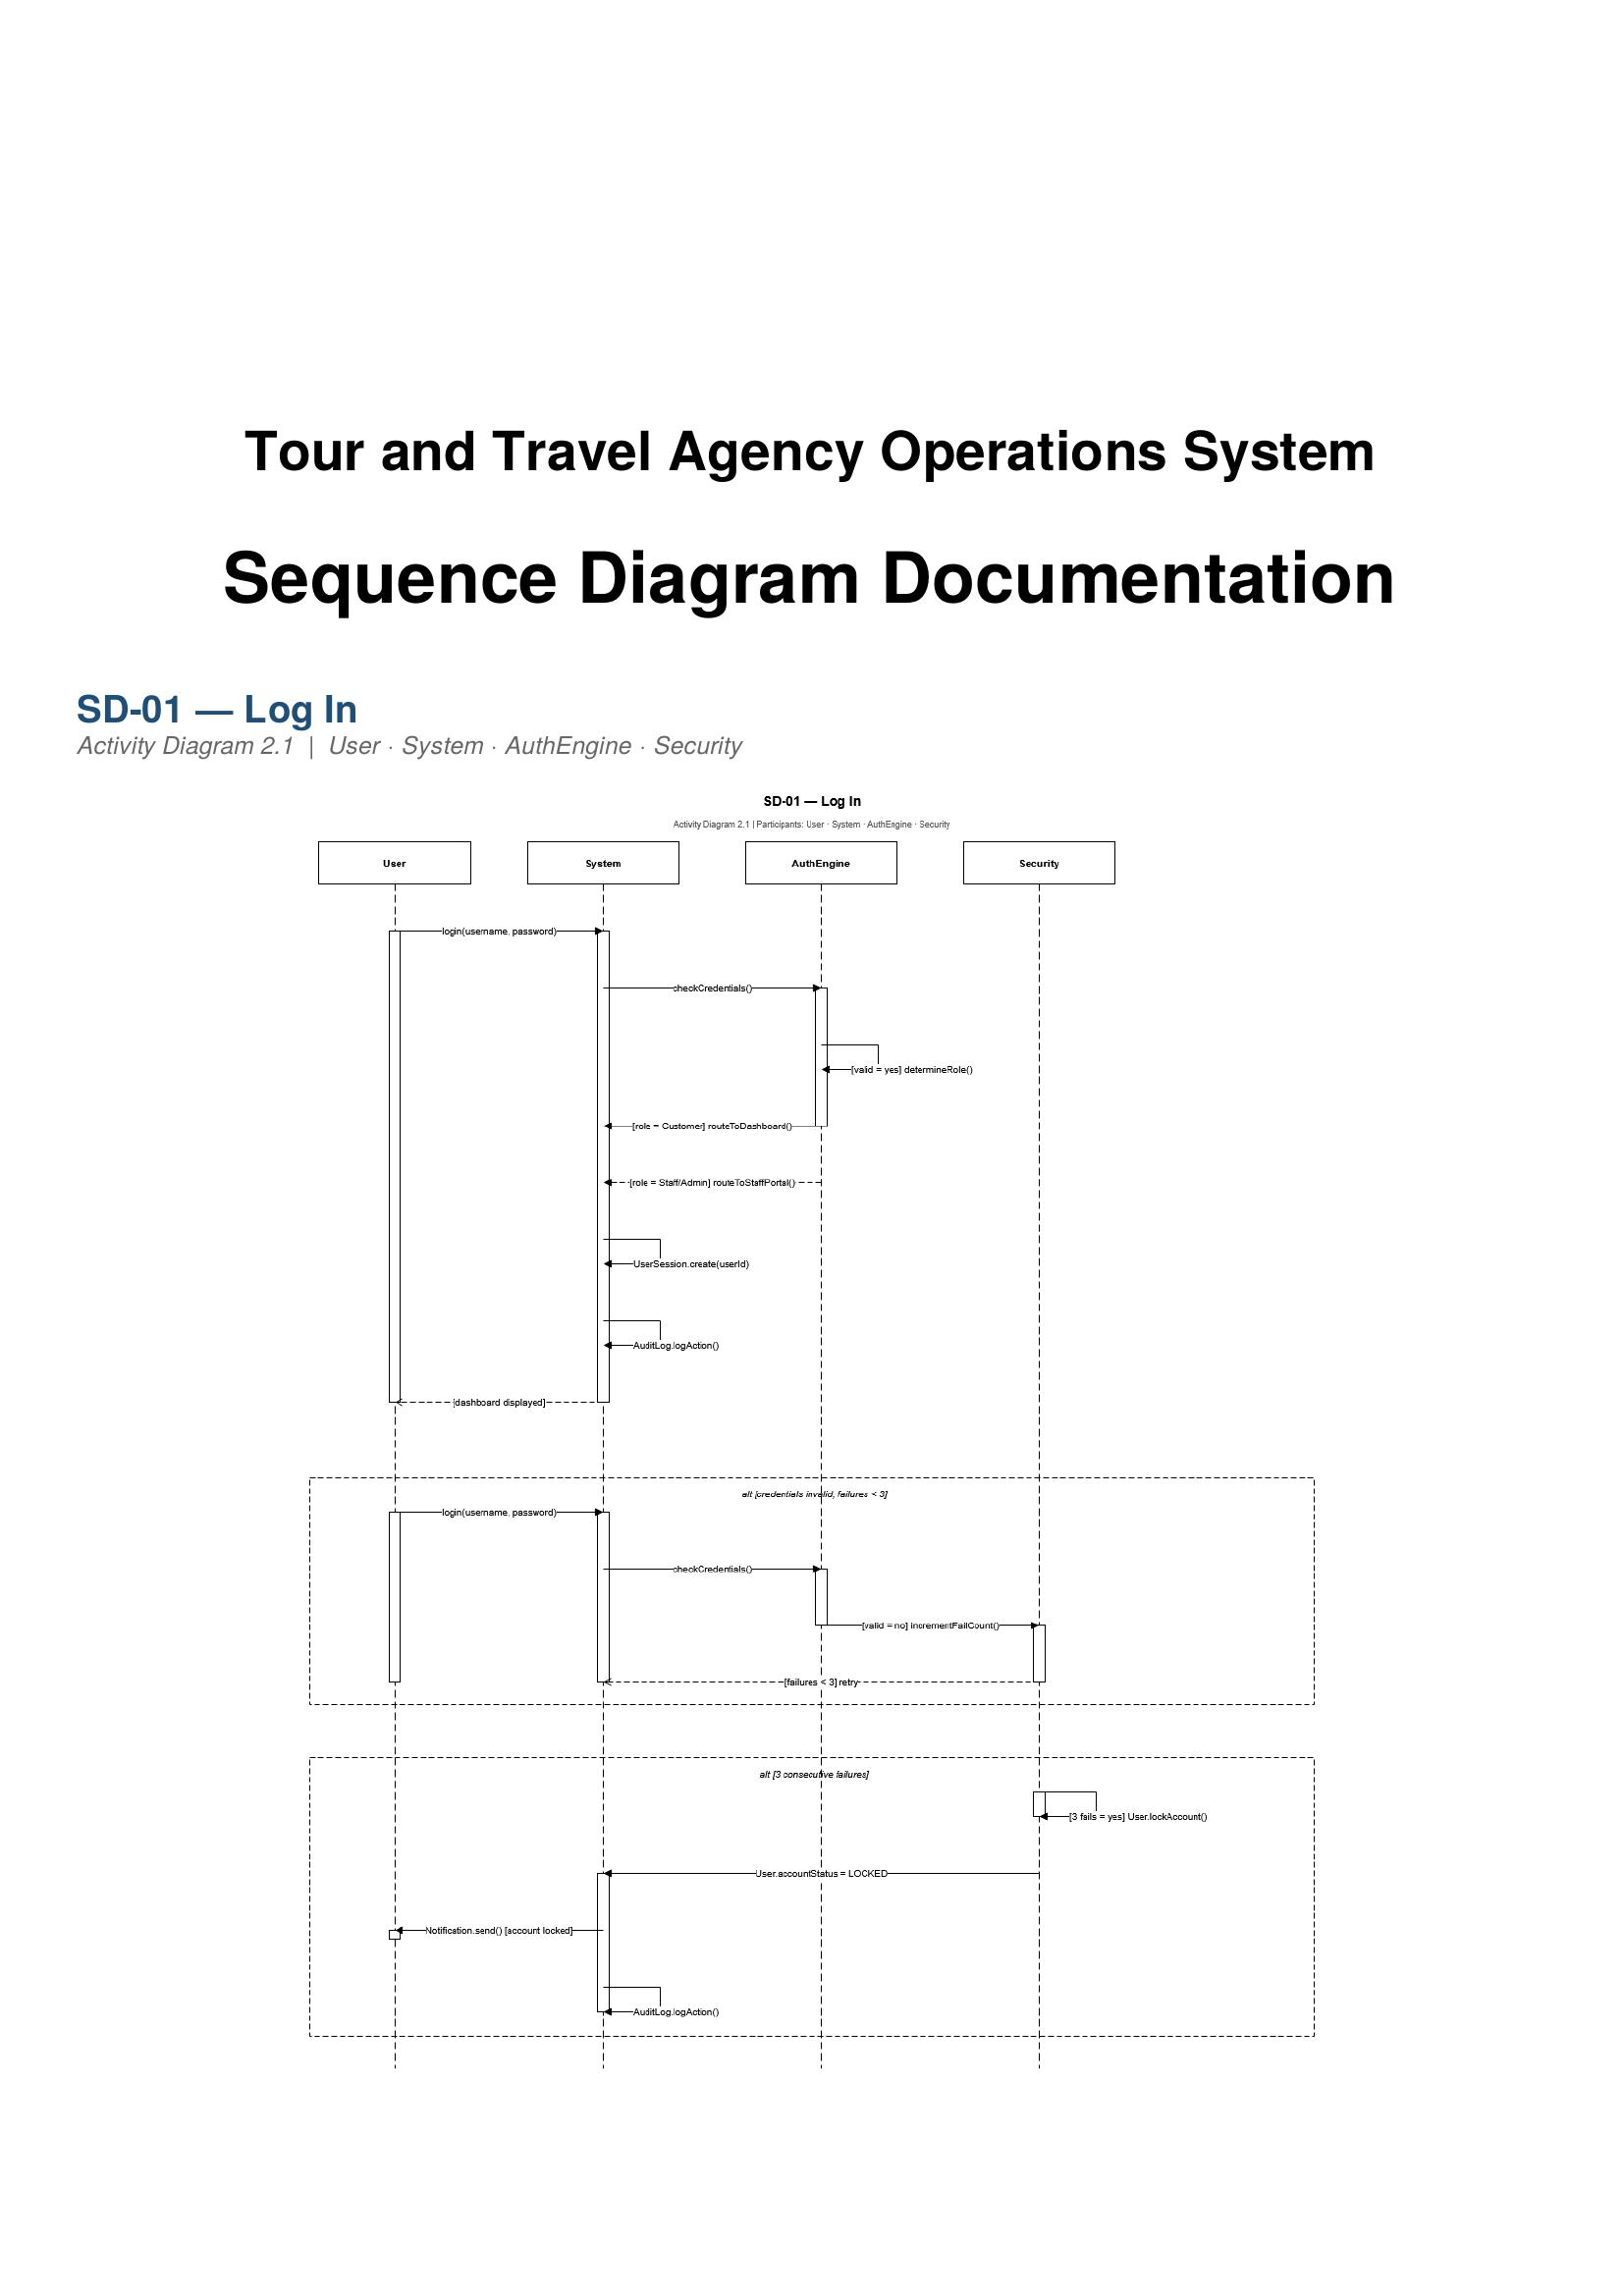 Tour and Travel Agency Operations System
Sequence Diagram Documentation
SD-01 — Log In
Activity Diagram 2.1 | User · System · AuthEngine · Security
SD-01 — Log In
Activity Diagram 2.1 | Participants: User · System · AuthEngine · Security
User
System
AuthEngine
Security
login(username, password)
checkCredentials()
[valid = yes] determineRole()
[role = Customer] routeToDashboard()
[role = Staff/Admin] routeToStaffPortal()
UserSession.create(userId)
AuditLog.logAction()
[dashboard displayed]
alt [credentials invalid, failures < 3]
login(username, password)
checkCredentials()
[valid = no] incrementFailCount()
[failures < 3] retry
alt [3 consecutive failures]
[3 fails = yes] User.lockAccount()
User.accountStatus = LOCKED
Notification.send() [account locked]
AuditLog.logAction()